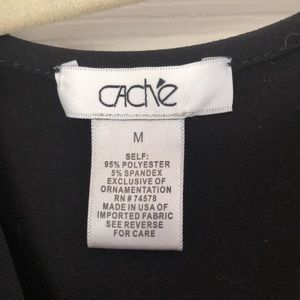 CACHÉ
M
SELF:
95% POLYESTER
5% SPANDEX
EXCLUSIVE OF
ORNAMENTATION
RN # 74578
MADE IN USA OF
IMPORTED FABRIC
SEE REVERSE
FOR CARE